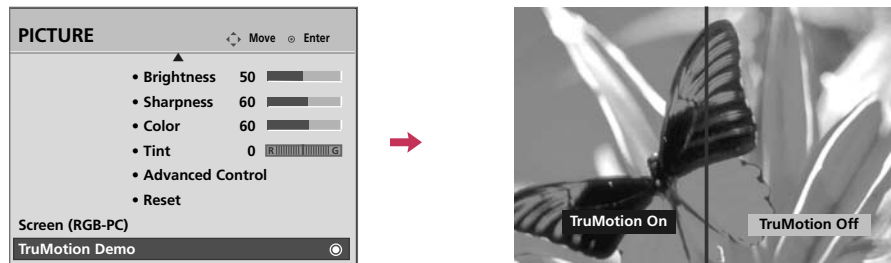 PICTURE
Move
Enter
• Brightness 50
• Sharpness 60
• Color 60
• Tint 0 R G
• Advanced Control
• Reset
Screen (RGB-PC)
TruMotion Demo
TruMotion On
TruMotion Off